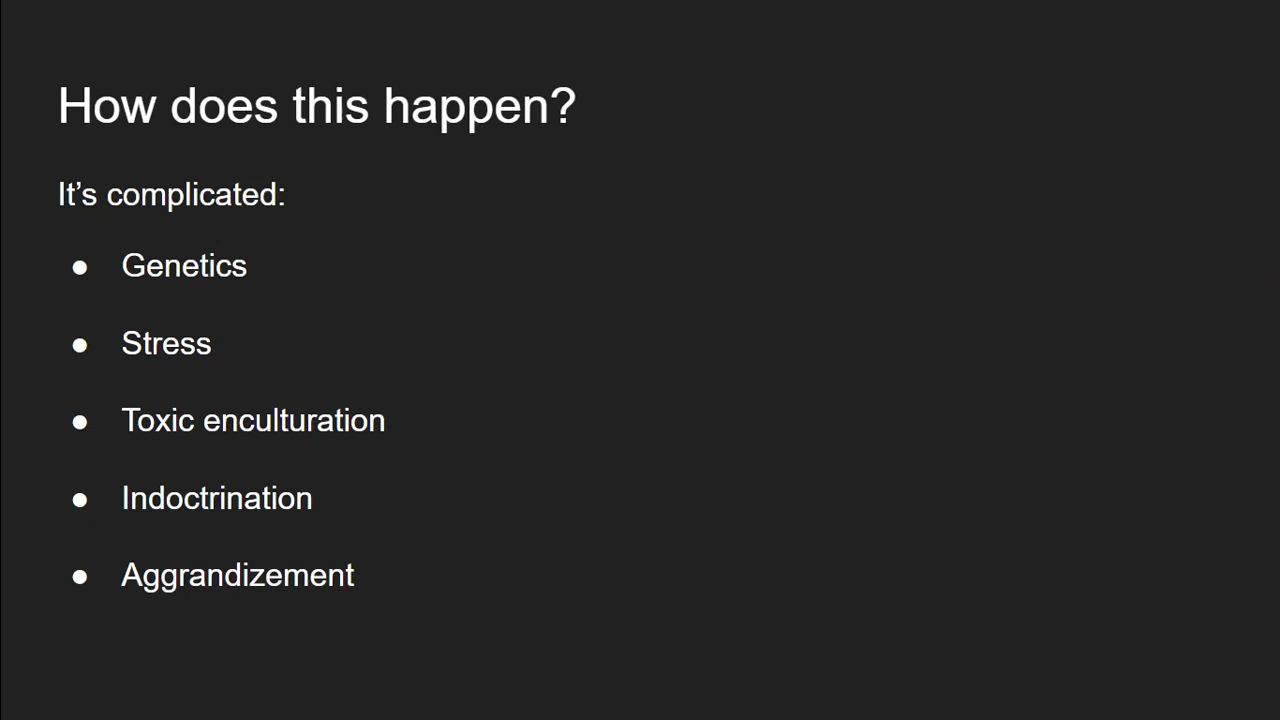 How does this happen?
It’s complicated:
● Genetics
● Stress
● Toxic enculturation
● Indoctrination
● Aggrandizement